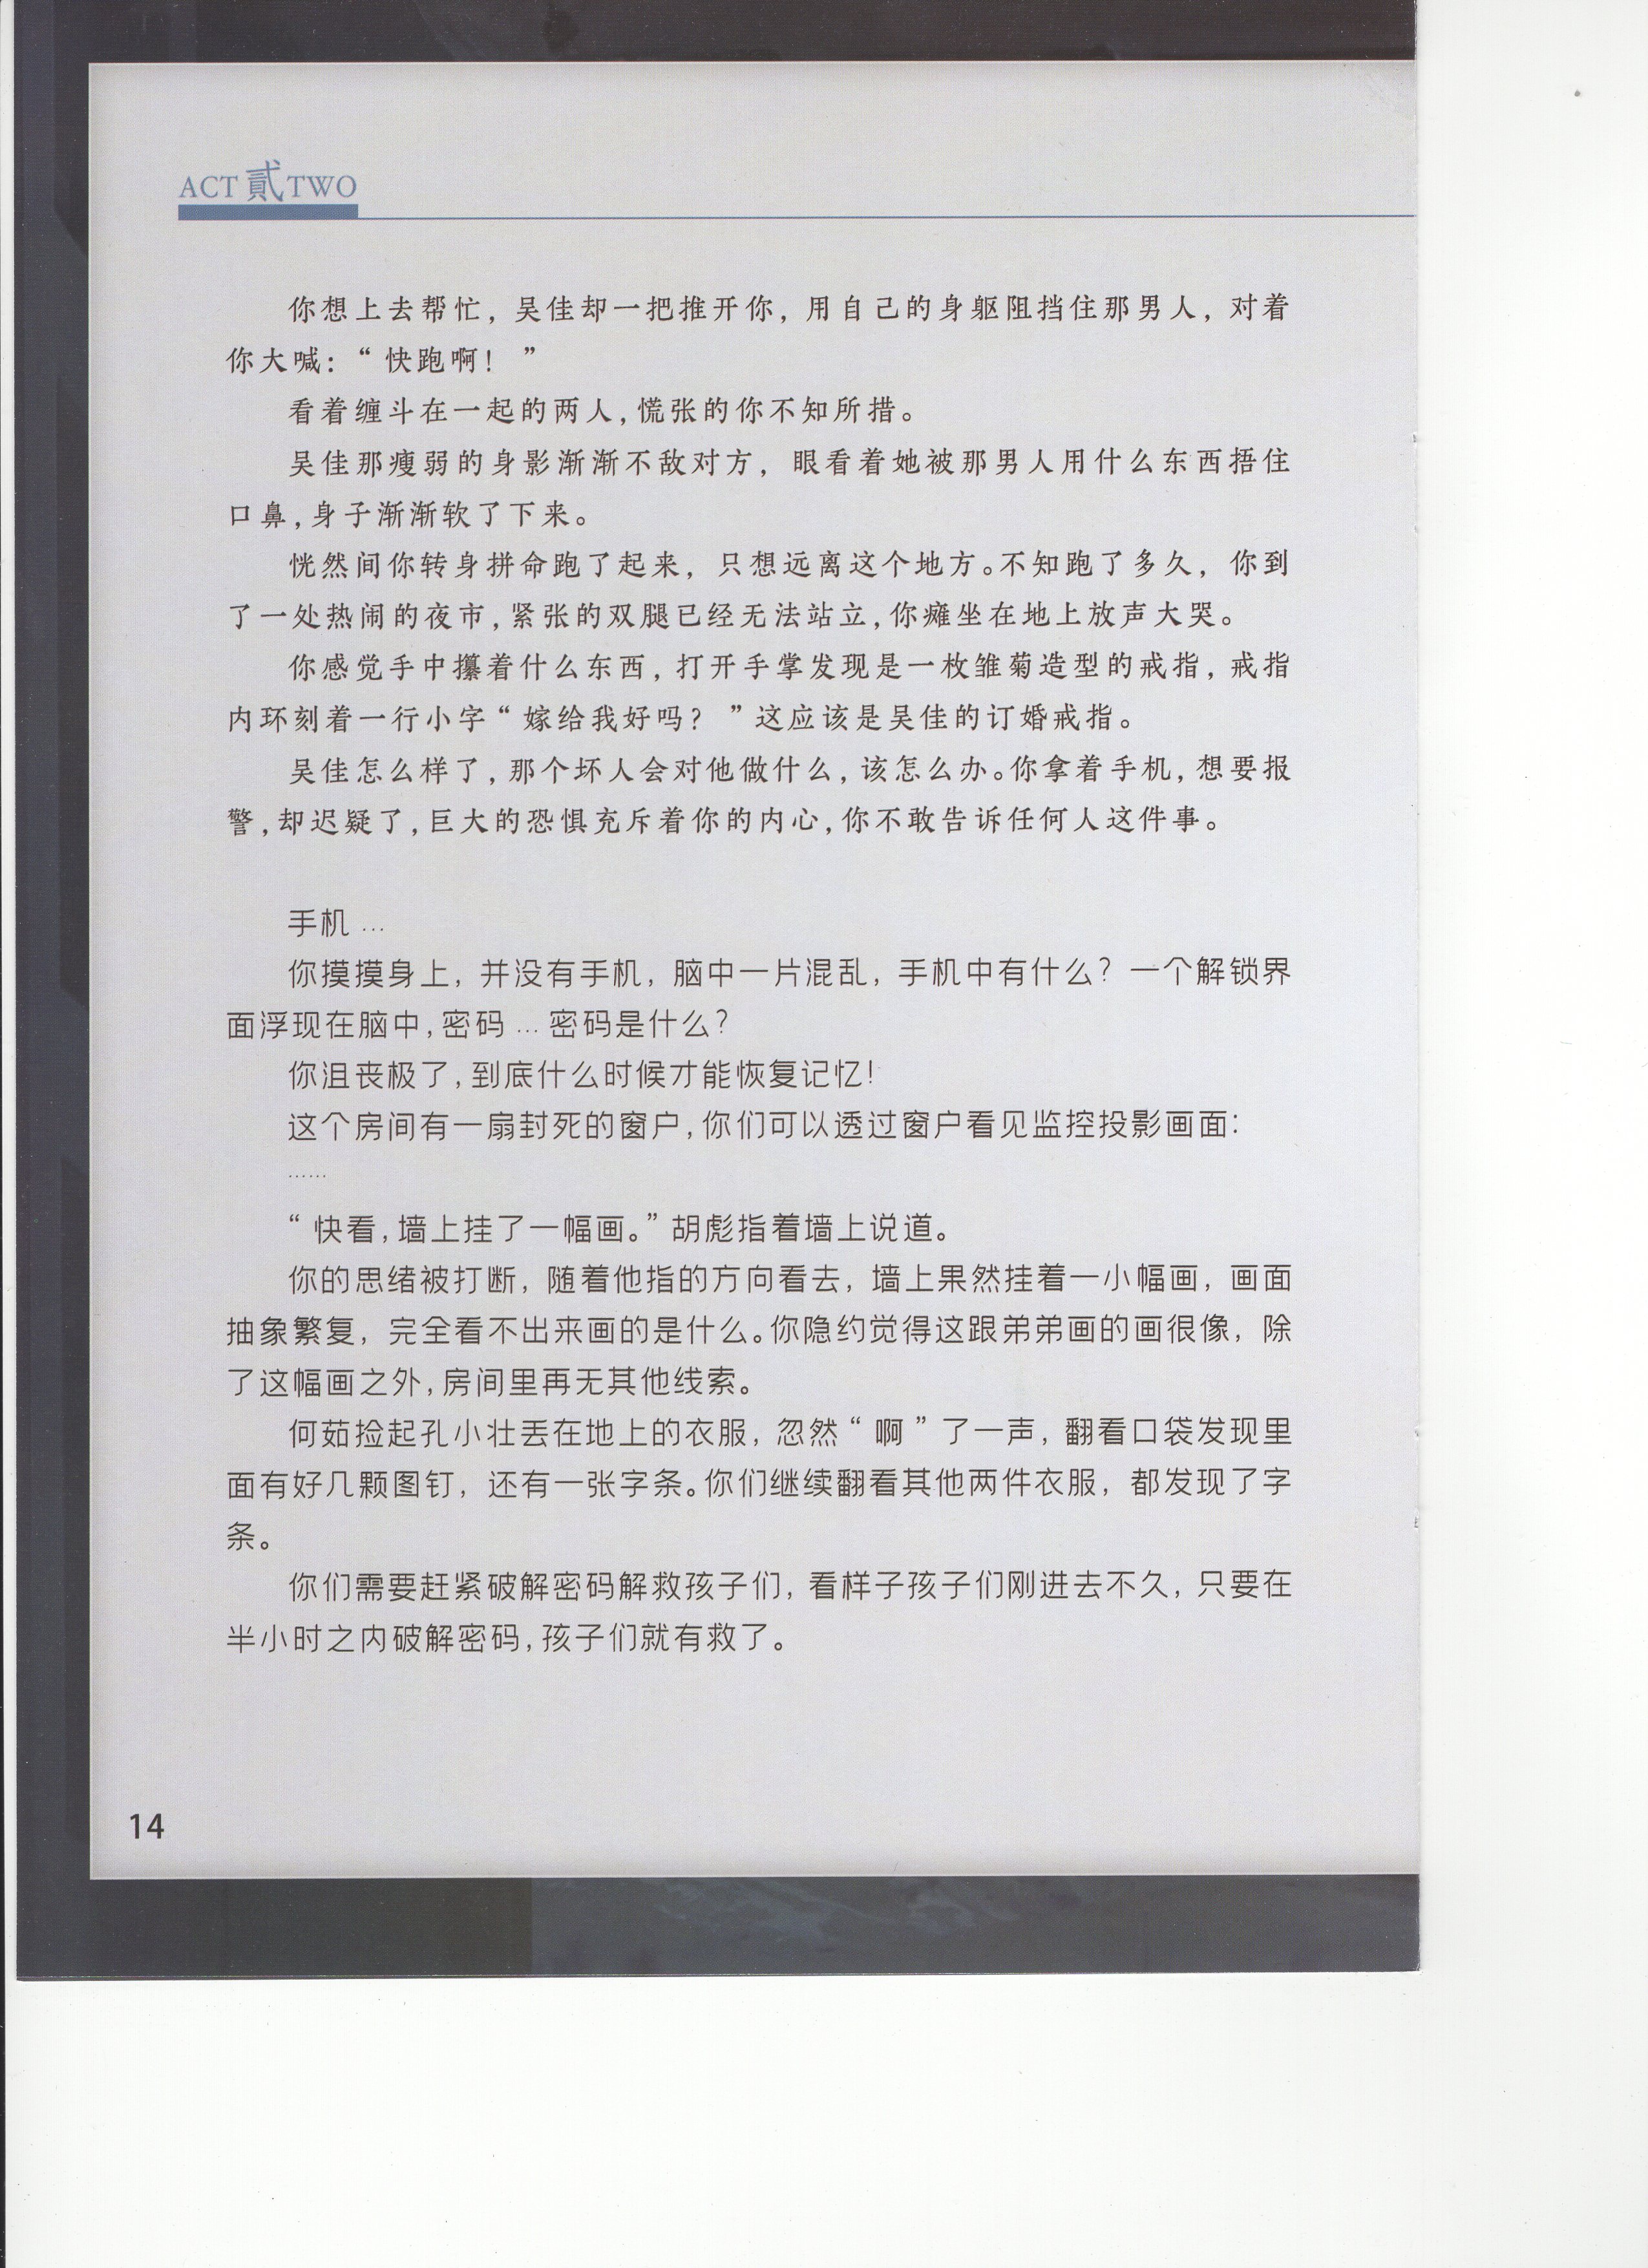 ACT 貳 TWO
你想上去帮忙，吴佳却一把推开你，用自己的身躯阻挡住那男人，对着
你大喊：“快跑啊！”
看着缠斗在一起的两人，慌张的你不知所措。
吴佳那瘦弱的身影渐渐不敌对方，眼看着她被那男人用什么东西捂住
口鼻，身子渐渐软了下来。
恍然间你转身拼命跑了起来，只想远离这个地方。不知跑了多久，你到
了一处热闹的夜市，紧张的双腿已经无法站立，你瘫坐在地上放声大哭。
你感觉手中攥着什么东西，打开手掌发现是一枚雏菊造型的戒指，戒指
内环刻着一行小字“嫁给我好吗？”这应该是吴佳的订婚戒指。
吴佳怎么样了，那个坏人会对他做什么，该怎么办。你拿着手机，想要报
警，却迟疑了，巨大的恐惧充斥着你的内心，你不敢告诉任何人这件事。
手机 …
你摸摸身上，并没有手机，脑中一片混乱，手机中有什么？一个解锁界
面浮现在脑中，密码 … 密码是什么？
你沮丧极了，到底什么时候才能恢复记忆！
这个房间有一扇封死的窗户，你们可以透过窗户看见监控投影画面：
……
“快看，墙上挂了一幅画。”胡彪指着墙上说道。
你的思绪被打断，随着他指的方向看去，墙上果然挂着一小幅画，画面
抽象繁复，完全看不出来画的是什么。你隐约觉得这跟弟弟画的画很像，除
了这幅画之外，房间里再无其他线索。
何茹捡起孔小壮丢在地上的衣服，忽然“啊”了一声，翻看口袋发现里
面有好几颗图钉，还有一张字条。你们继续翻看其他两件衣服，都发现了字
条。
你们需要赶紧破解密码解救孩子们，看样子孩子们刚进去不久，只要在
半小时之内破解密码，孩子们就有救了。
14